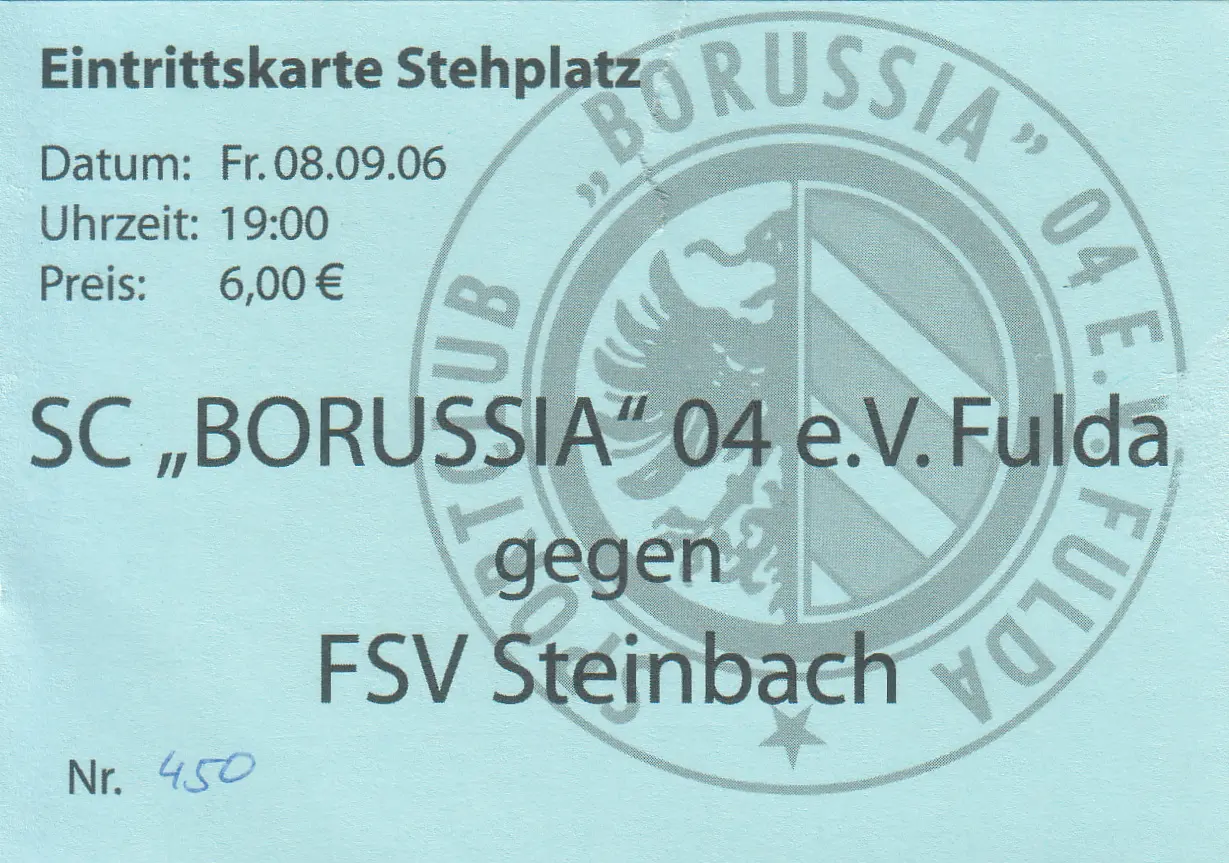 Eintrittskarte Stehplatz
Datum: Fr. 08.09.06
Uhrzeit: 19:00
Preis: 6,00 €
SC „BORUSSIA“ 04 e.V. Fulda
gegen
FSV Steinbach
Nr. 450
SPORTCLUB „BORUSSIA” 04 E.V. FULDA